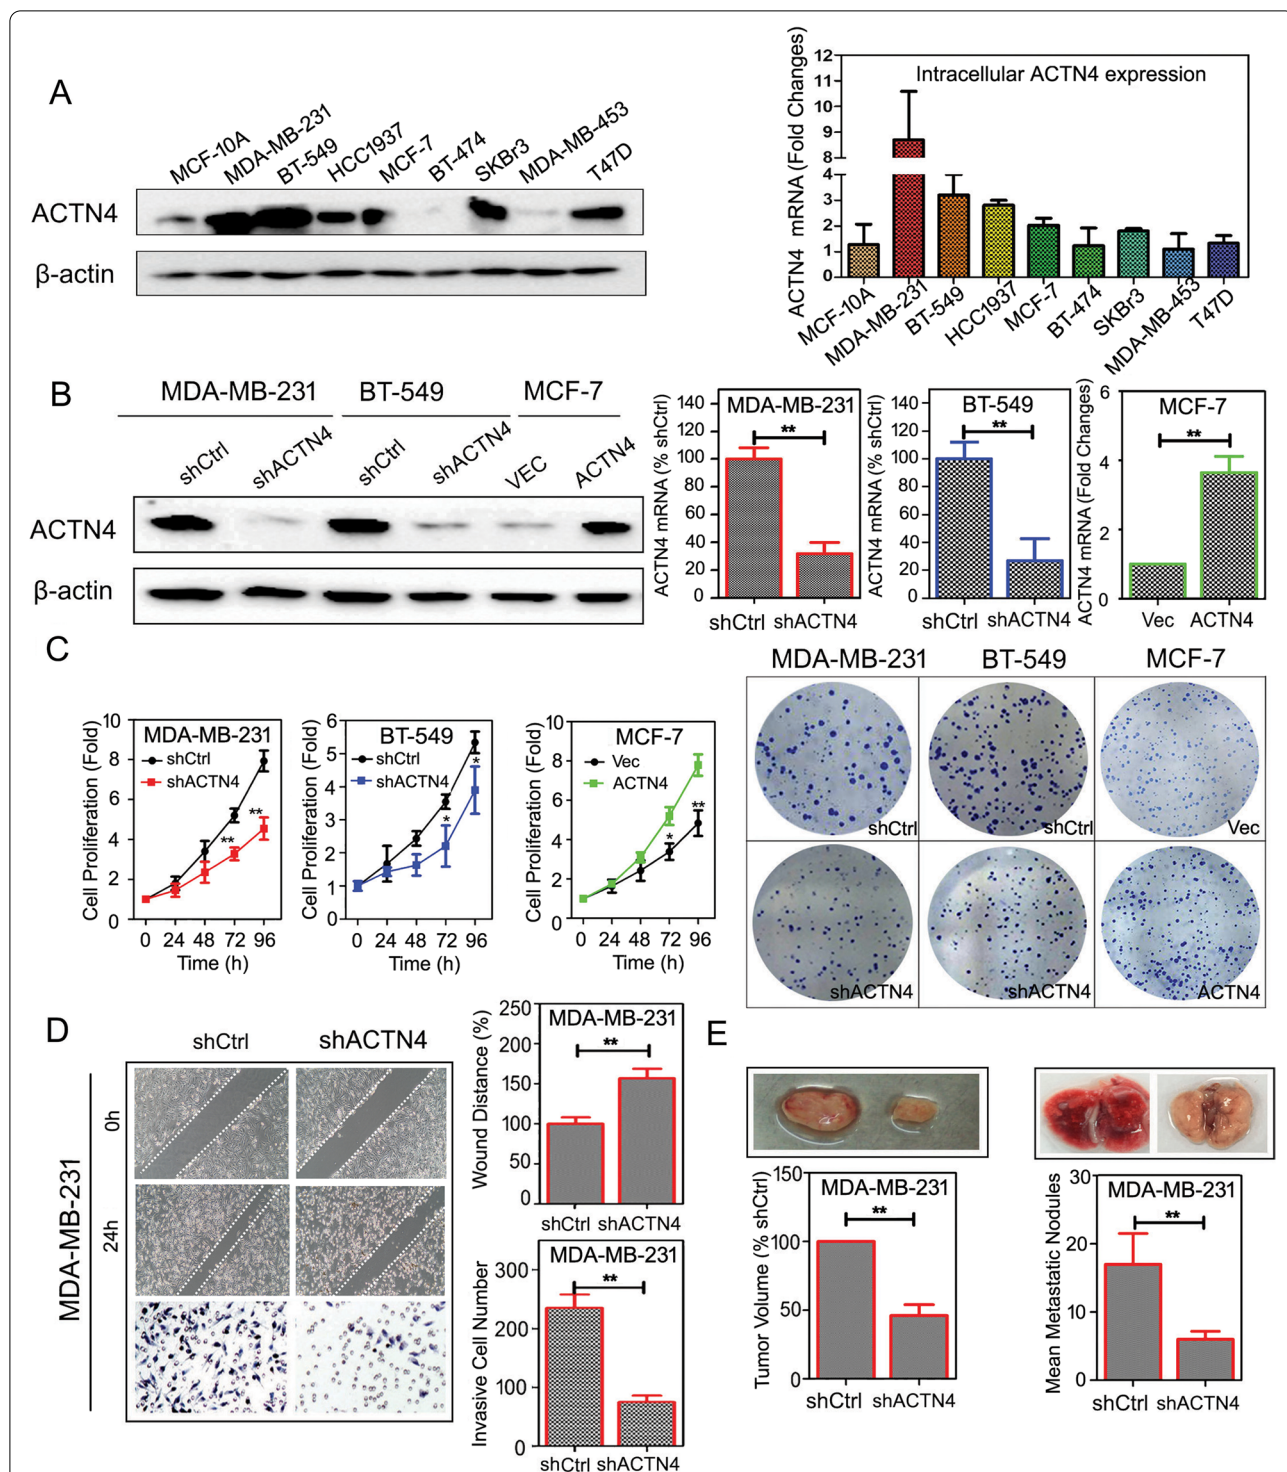 A
MCF-10A
MDA-MB-231
BT-549
HCC1937
MCF-7
BT-474
SKBr3
MDA-MB-453
T47D
ACTN4
β-actin
Intracellular ACTN4 expression
ACTN4 mRNA (Fold Changes)
12
11
10
9
8
4
3
2
1
0
MCF-10A
MDA-MB-231
BT-549
HCC1937
MCF-7
BT-474
SKBr3
MDA-MB-453
T47D
B
MDA-MB-231 BT-549 MCF-7
shCtrl
shACTN4
shCtrl
shACTN4
VEC
ACTN4
ACTN4
β-actin
MDA-MB-231
**
ACTN4 mRNA (% shCtrl)
140
120
100
80
60
40
20
0
shCtrl shACTN4
BT-549
**
ACTN4 mRNA (% shCtrl)
140
120
100
80
60
40
20
0
shCtrl shACTN4
MCF-7
**
ACTN4 mRNA (Fold Changes)
6
4
2
0
Vec ACTN4
C
MDA-MB-231
shCtrl
shACTN4
**
**
Cell Proliferation (Fold)
10
8
6
4
2
0
0 24 48 72 96
Time (h)
BT-549
shCtrl
shACTN4
*
*
Cell Proliferation (Fold)
6
5
4
3
2
1
0
0 24 48 72 96
Time (h)
MCF-7
Vec
ACTN4
**
*
Cell Proliferation (Fold)
10
8
6
4
2
0
0 24 48 72 96
Time (h)
MDA-MB-231 BT-549 MCF-7
shCtrl shCtrl Vec
shACTN4 shACTN4 ACTN4
D
shCtrl shACTN4
MDA-MB-231
0h
24h
MDA-MB-231
**
Wound Distance (%)
250
200
150
100
50
0
shCtrl shACTN4
MDA-MB-231
**
Invasive Cell Number
300
200
100
0
shCtrl shACTN4
E
MDA-MB-231
**
Tumor Volume (% shCtrl)
150
100
50
0
shCtrl shACTN4
MDA-MB-231
**
Mean Metastatic Nodules
30
20
10
0
shCtrl shACTN4